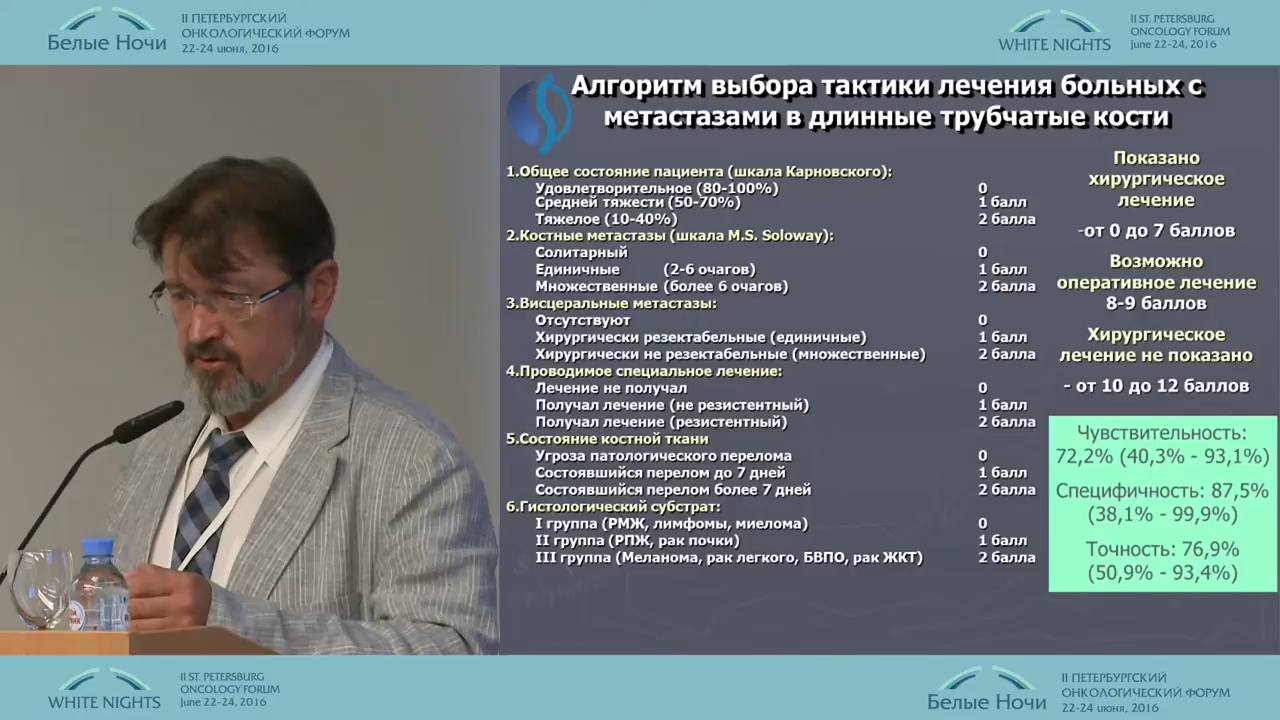 II ПЕТЕРБУРГСКИЙ
ОНКОЛОГИЧЕСКИЙ ФОРУМ
22-24 июня, 2016
Белые Ночи
II ST. PETERSBURG
ONCOLOGY FORUM
June 22-24, 2016
WHITE NIGHTS
Алгоритм выбора тактики лечения больных с
метастазами в длинные трубчатые кости
1.Общее состояние пациента (шкала Карновского):
Удовлетворительное (80-100%) 0
Средней тяжести (50-70%) 1 балл
Тяжелое (10-40%) 2 балла
2.Костные метастазы (шкала M.S. Soloway):
Солитарный 0
Единичные (2-6 очагов) 1 балл
Множественные (более 6 очагов) 2 балла
3.Висцеральные метастазы:
Отсутствуют 0
Хирургически резектабельные (единичные) 1 балл
Хирургически не резектабельные (множественные) 2 балла
4.Проводимое специальное лечение:
Лечение не получал 0
Получал лечение (не резистентный) 1 балл
Получал лечение (резистентный) 2 балла
5.Состояние костной ткани
Угроза патологического перелома 0
Состоявшийся перелом до 7 дней 1 балл
Состоявшийся перелом более 7 дней 2 балла
6.Гистологический субстрат:
I группа (РМЖ, лимфомы, миелома) 0
II группа (РПЖ, рак почки) 1 балл
III группа (Меланома, рак легкого, БВПО, рак ЖКТ) 2 балла
Показано
хирургическое
лечение
-от 0 до 7 баллов
Возможно
оперативное лечение
8-9 баллов
Хирургическое
лечение не показано
- от 10 до 12 баллов
Чувствительность:
72,2% (40,3% - 93,1%)
Специфичность: 87,5%
(38,1% - 99,9%)
Точность: 76,9%
(50,9% - 93,4%)
WHITE NIGHTS
II ST. PETERSBURG
ONCOLOGY FORUM
June 22-24, 2016
Белые Ночи
II ПЕТЕРБУРГСКИЙ
ОНКОЛОГИЧЕСКИЙ ФОРУМ
22-24 июня, 2016